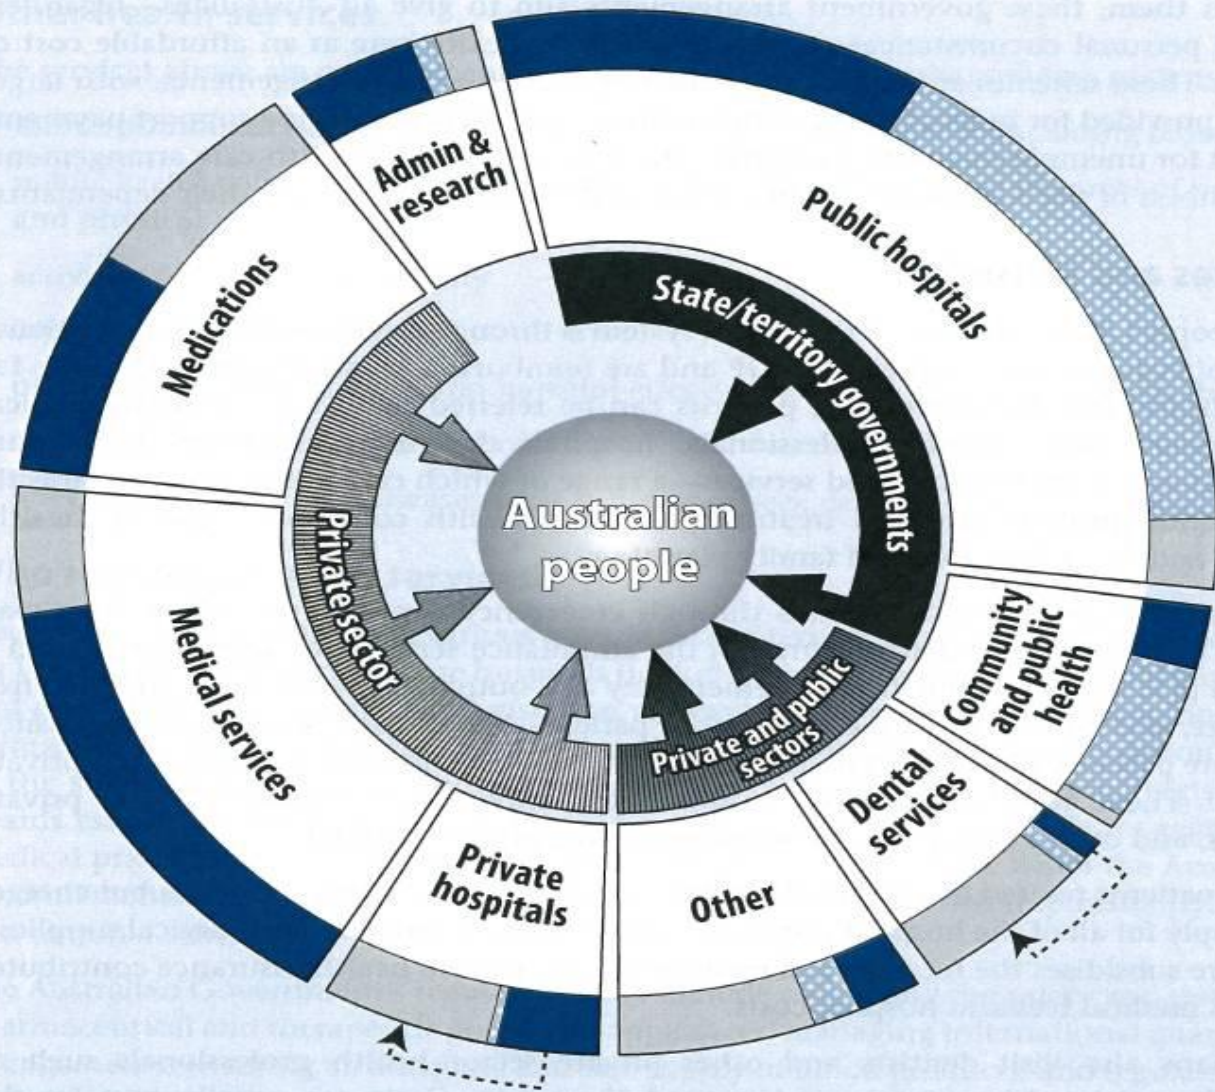 Admin &
research
Public hospitals
Medications
State/territory governments
Australian
people
Private sector
Community
and public
health
Medical services
Private and public
sectors
Dental
services
Private
hospitals
Other